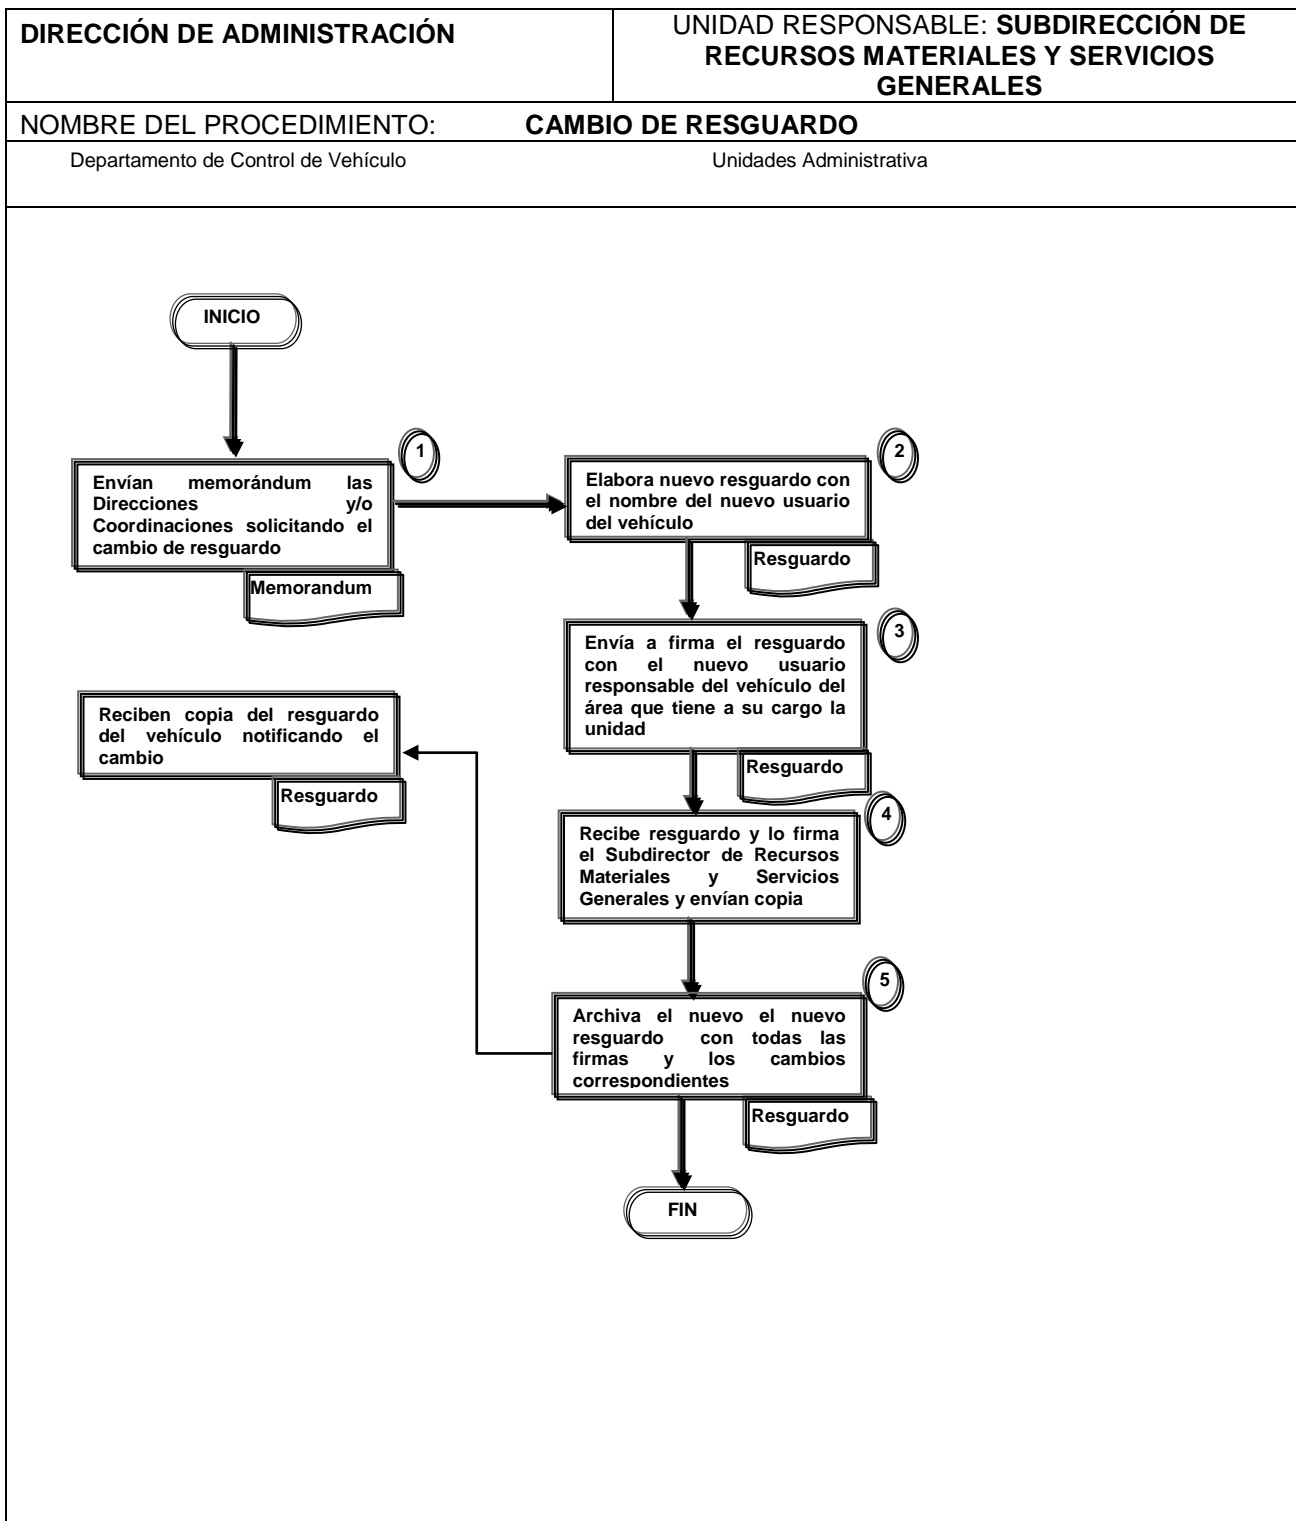 DIRECCIÓN DE ADMINISTRACIÓN
UNIDAD RESPONSABLE: SUBDIRECCIÓN DE
RECURSOS MATERIALES Y SERVICIOS
GENERALES
NOMBRE DEL PROCEDIMIENTO: CAMBIO DE RESGUARDO
Departamento de Control de Vehículo
Unidades Administrativa
INICIO
1
Envían memorándum las
Direcciones y/o
Coordinaciones solicitando el
cambio de resguardo
Memorandum
2
Elabora nuevo resguardo con
el nombre del nuevo usuario
del vehículo
Resguardo
3
Envía a firma el resguardo
con el nuevo usuario
responsable del vehículo del
área que tiene a su cargo la
unidad
Resguardo
Reciben copia del resguardo
del vehículo notificando el
cambio
Resguardo
4
Recibe resguardo y lo firma
el Subdirector de Recursos
Materiales y Servicios
Generales y envían copia
5
Archiva el nuevo el nuevo
resguardo con todas las
firmas y los cambios
correspondientes
Resguardo
FIN